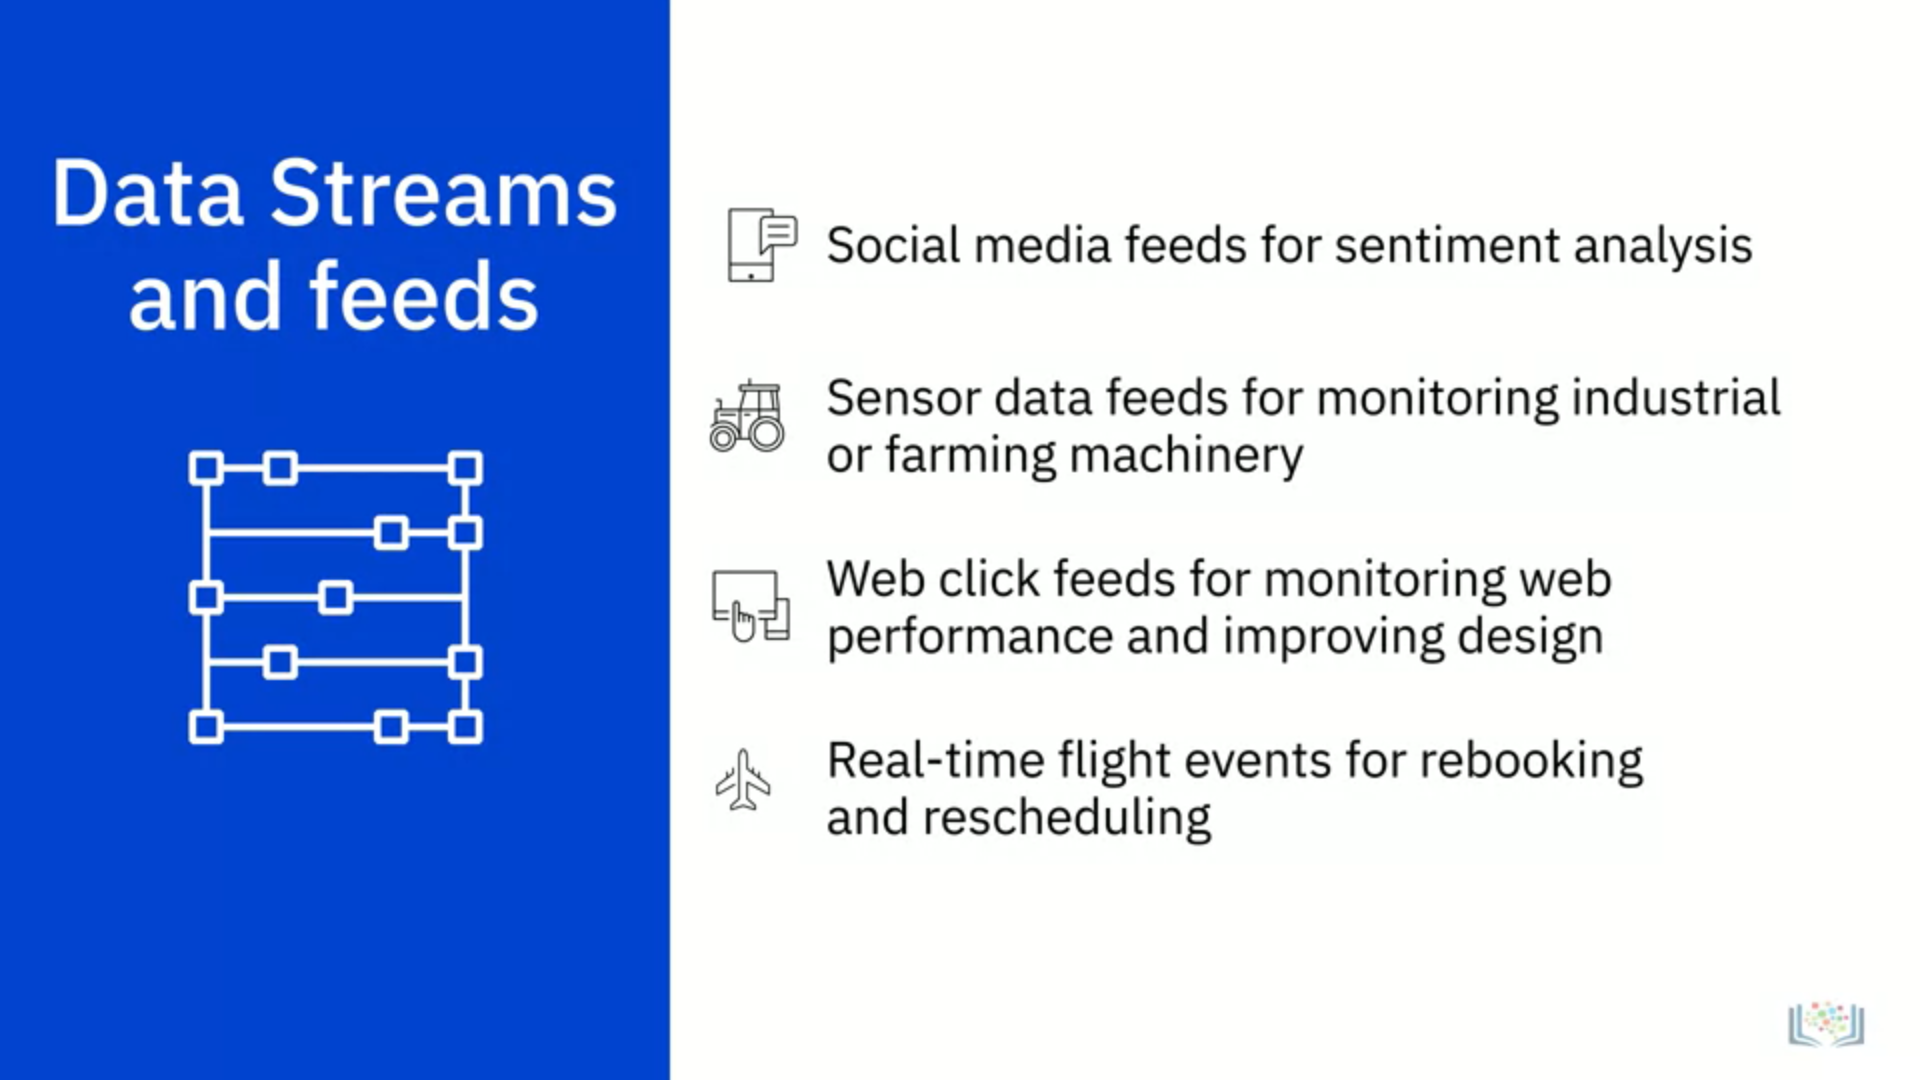 Data Streams
and feeds
Social media feeds for sentiment analysis
Sensor data feeds for monitoring industrial
or farming machinery
Web click feeds for monitoring web
performance and improving design
Real-time flight events for rebooking
and rescheduling